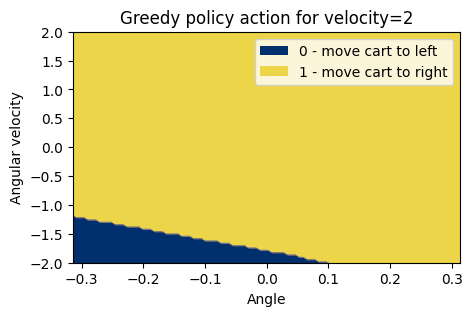 Greedy policy action for velocity=2
0 - move cart to left
1 - move cart to right
Angular velocity
2.0
1.5
1.0
0.5
0.0
−0.5
−1.0
−1.5
−2.0
−0.3 −0.2 −0.1 0.0 0.1 0.2 0.3
Angle